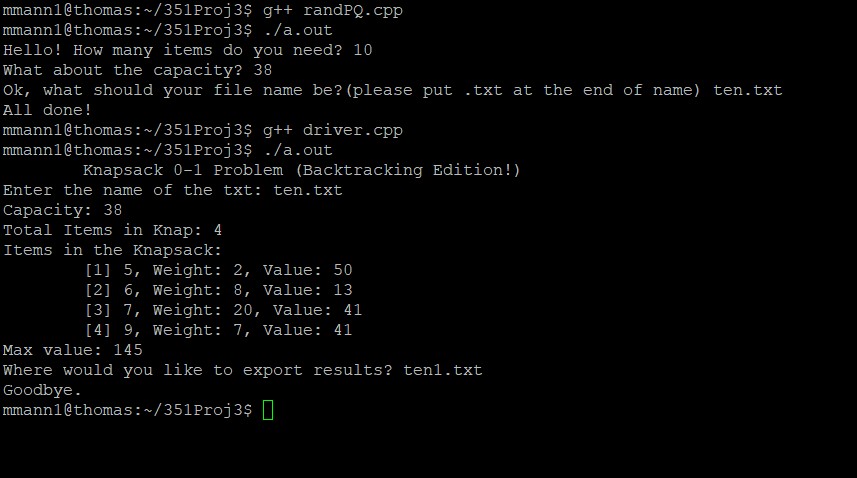 mmann1@thomas:~/351Proj3$ g++ randPQ.cpp
mmann1@thomas:~/351Proj3$ ./a.out
Hello! How many items do you need? 10
What about the capacity? 38
Ok, what should your file name be?(please put .txt at the end of name) ten.txt
All done!
mmann1@thomas:~/351Proj3$ g++ driver.cpp
mmann1@thomas:~/351Proj3$ ./a.out
        Knapsack 0-1 Problem (Backtracking Edition!)
Enter the name of the txt: ten.txt
Capacity: 38
Total Items in Knap: 4
Items in the Knapsack:
        [1] 5, Weight: 2, Value: 50
        [2] 6, Weight: 8, Value: 13
        [3] 7, Weight: 20, Value: 41
        [4] 9, Weight: 7, Value: 41
Max value: 145
Where would you like to export results? ten1.txt
Goodbye.
mmann1@thomas:~/351Proj3$